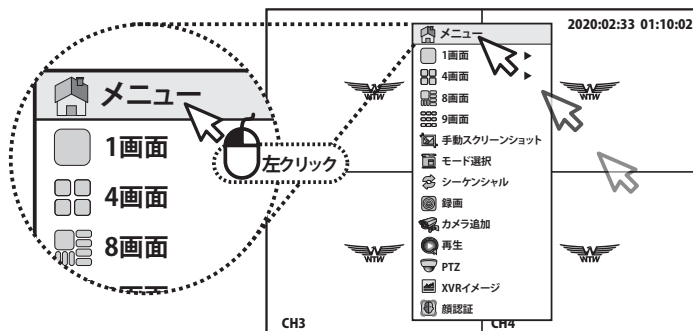 2020:02:33 01:10:02
メニュー
1画面
4画面
8画面
9画面
手動スクリーンショット
モード選択
シーケンシャル
録画
カメラ追加
再生
PTZ
XVRイメージ
顔認証
メニュー
1画面
4画面
8画面
左クリック
WTW
WTW
WTW
WTW
CH3
CH4